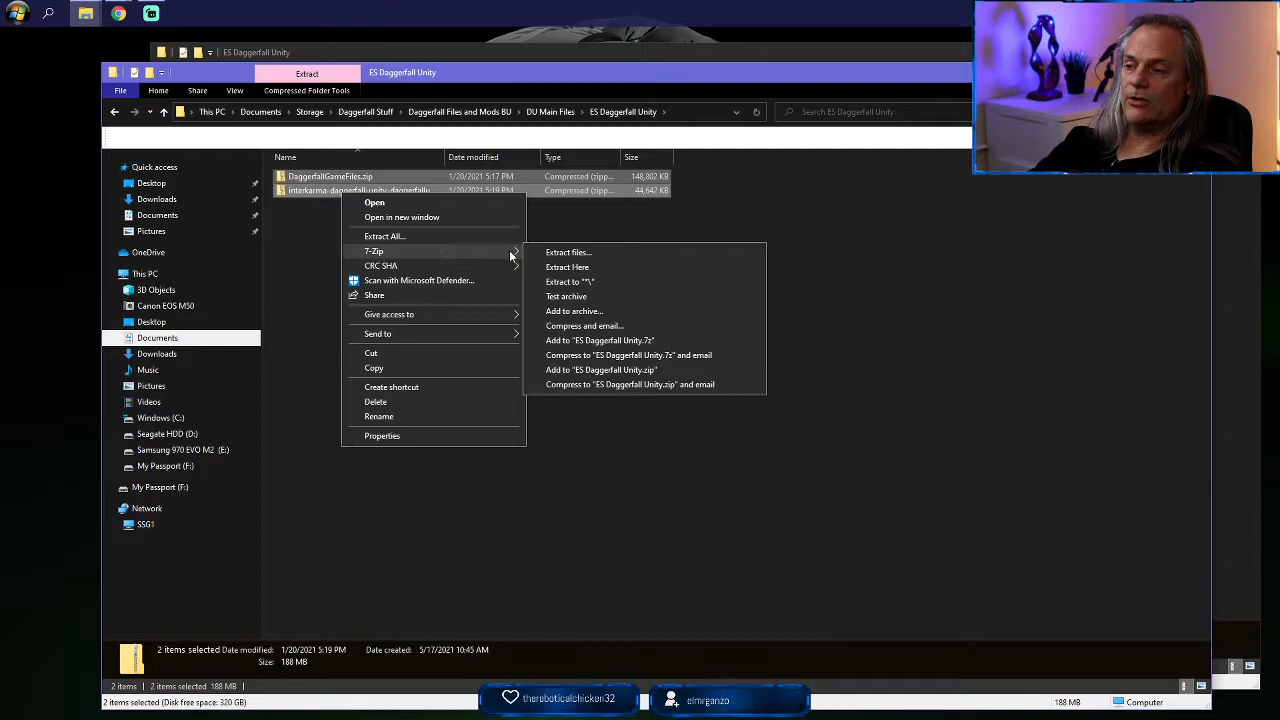 ES Daggerfall Unity
Extract
ES Daggerfall Unity
File
Home
Share
View
Compressed Folder Tools
This PC
Documents
Storage
Daggerfall Stuff
Daggerfall Files and Mods BU
DU Main Files
ES Daggerfall Unity
Search ES Daggerfall Unity
Name
Date modified
Type
Size
DaggerfallGameFiles.zip
1/20/2021 5:17 PM
Compressed (zipp...
148,802 KB
interkarma-daggerfall-unity-daggerfallu...
1/20/2021 5:19 PM
Compressed (zipp...
44,642 KB
Quick access
Desktop
Downloads
Documents
Pictures
OneDrive
This PC
3D Objects
Canon EOS M50
Desktop
Documents
Downloads
Music
Pictures
Videos
Windows (C:)
Seagate HDD (D:)
Samsung 970 EVO M2 (E:)
My Passport (F:)
My Passport (F:)
Network
SSG1
Open
Open in new window
Extract All...
7-Zip
CRC SHA
Scan with Microsoft Defender...
Share
Give access to
Send to
Cut
Copy
Create shortcut
Delete
Rename
Properties
Extract files...
Extract Here
Extract to "*\"
Test archive
Add to archive...
Compress and email...
Add to "ES Daggerfall Unity.7z"
Compress to "ES Daggerfall Unity.7z" and email
Add to "ES Daggerfall Unity.zip"
Compress to "ES Daggerfall Unity.zip" and email
2 items selected Date modified: 1/20/2021 5:19 PM
Date created: 5/17/2021 10:45 AM
Size: 188 MB
2 items
2 items selected 188 MB
2 items selected (Disk free space: 320 GB)
188 MB
Computer
theroboticalchicken32
elmrganzo